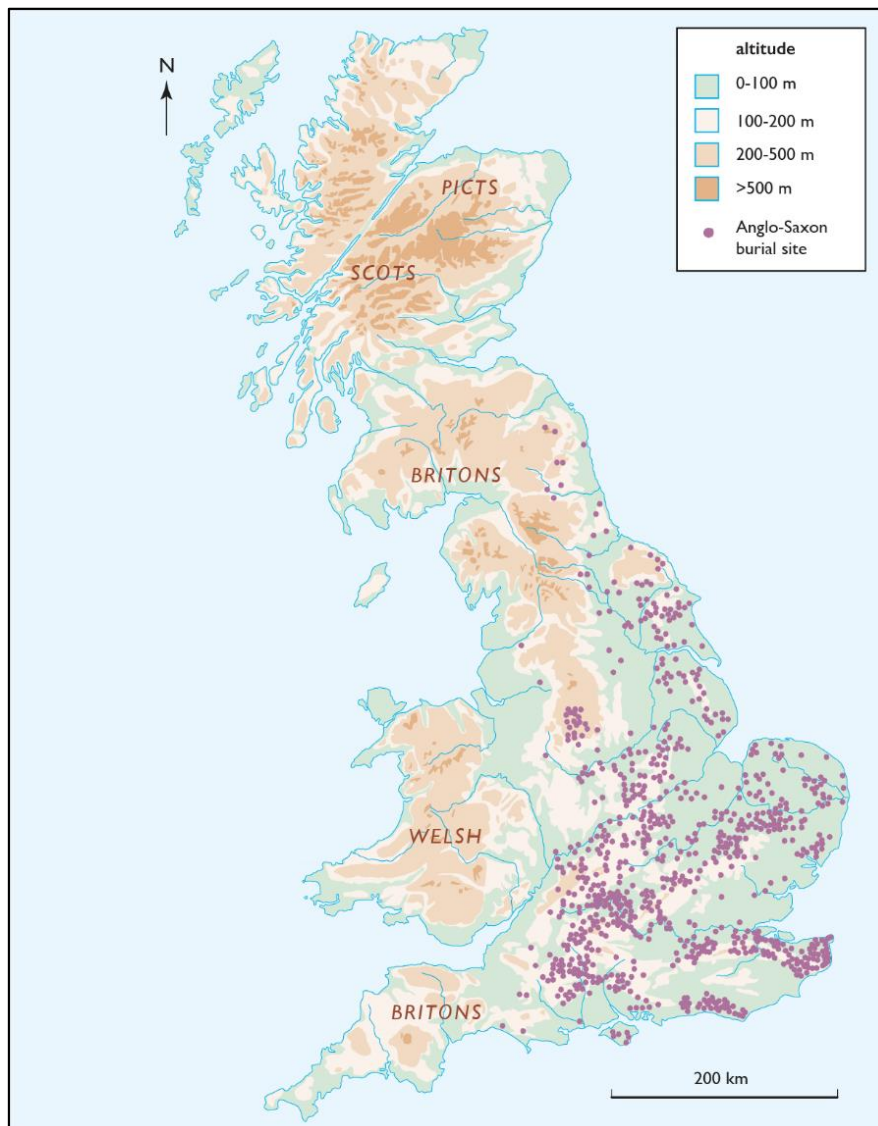 N
altitude
0-100 m
100-200 m
200-500 m
>500 m
Anglo-Saxon
burial site
PICTS
SCOTS
BRITONS
WELSH
BRITONS
200 km